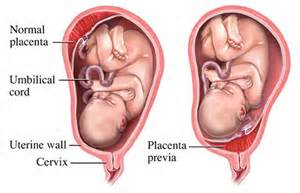 Normal
placenta
Umbilical
cord
Uterine wall
Cervix
Placenta
previa